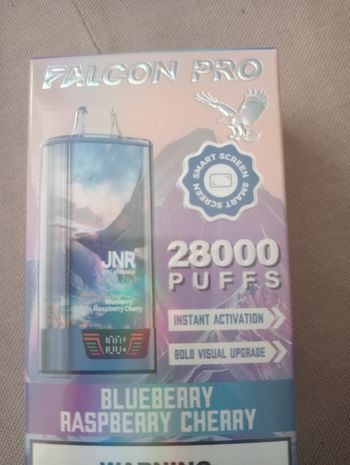 FALCON PRO
SMART SCREEN SMART SCREEN
JNR
Blueberry
Raspberry Cherry
100%
28000
PUFFS
INSTANT ACTIVATION
BOLD VISUAL UPGRADE
BLUEBERRY
RASPBERRY CHERRY
WARNING